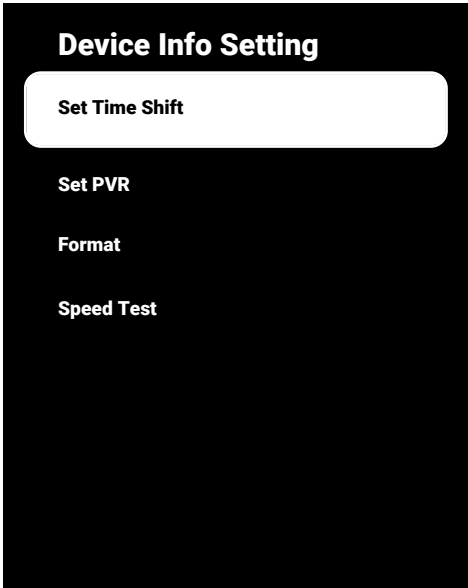 Device Info Setting
Set Time Shift
Set PVR
Format
Speed Test